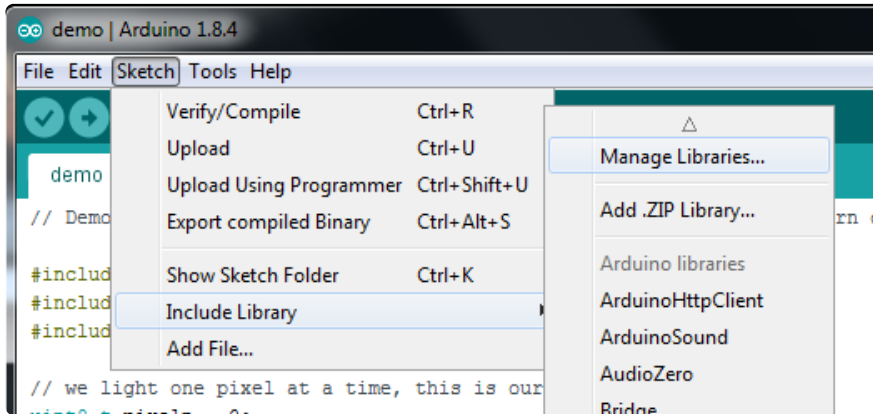 demo | Arduino 1.8.4
File Edit Sketch Tools Help
Verify/Compile Ctrl+R
Upload Ctrl+U
Upload Using Programmer Ctrl+Shift+U
Export compiled Binary Ctrl+Alt+S
Show Sketch Folder Ctrl+K
Include Library
Add File...
Manage Libraries...
Add .ZIP Library...
Arduino libraries
ArduinoHttpClient
ArduinoSound
AudioZero
Bridge
demo
// Demo
#includ
#includ
#includ
// we light one pixel at a time, this is our